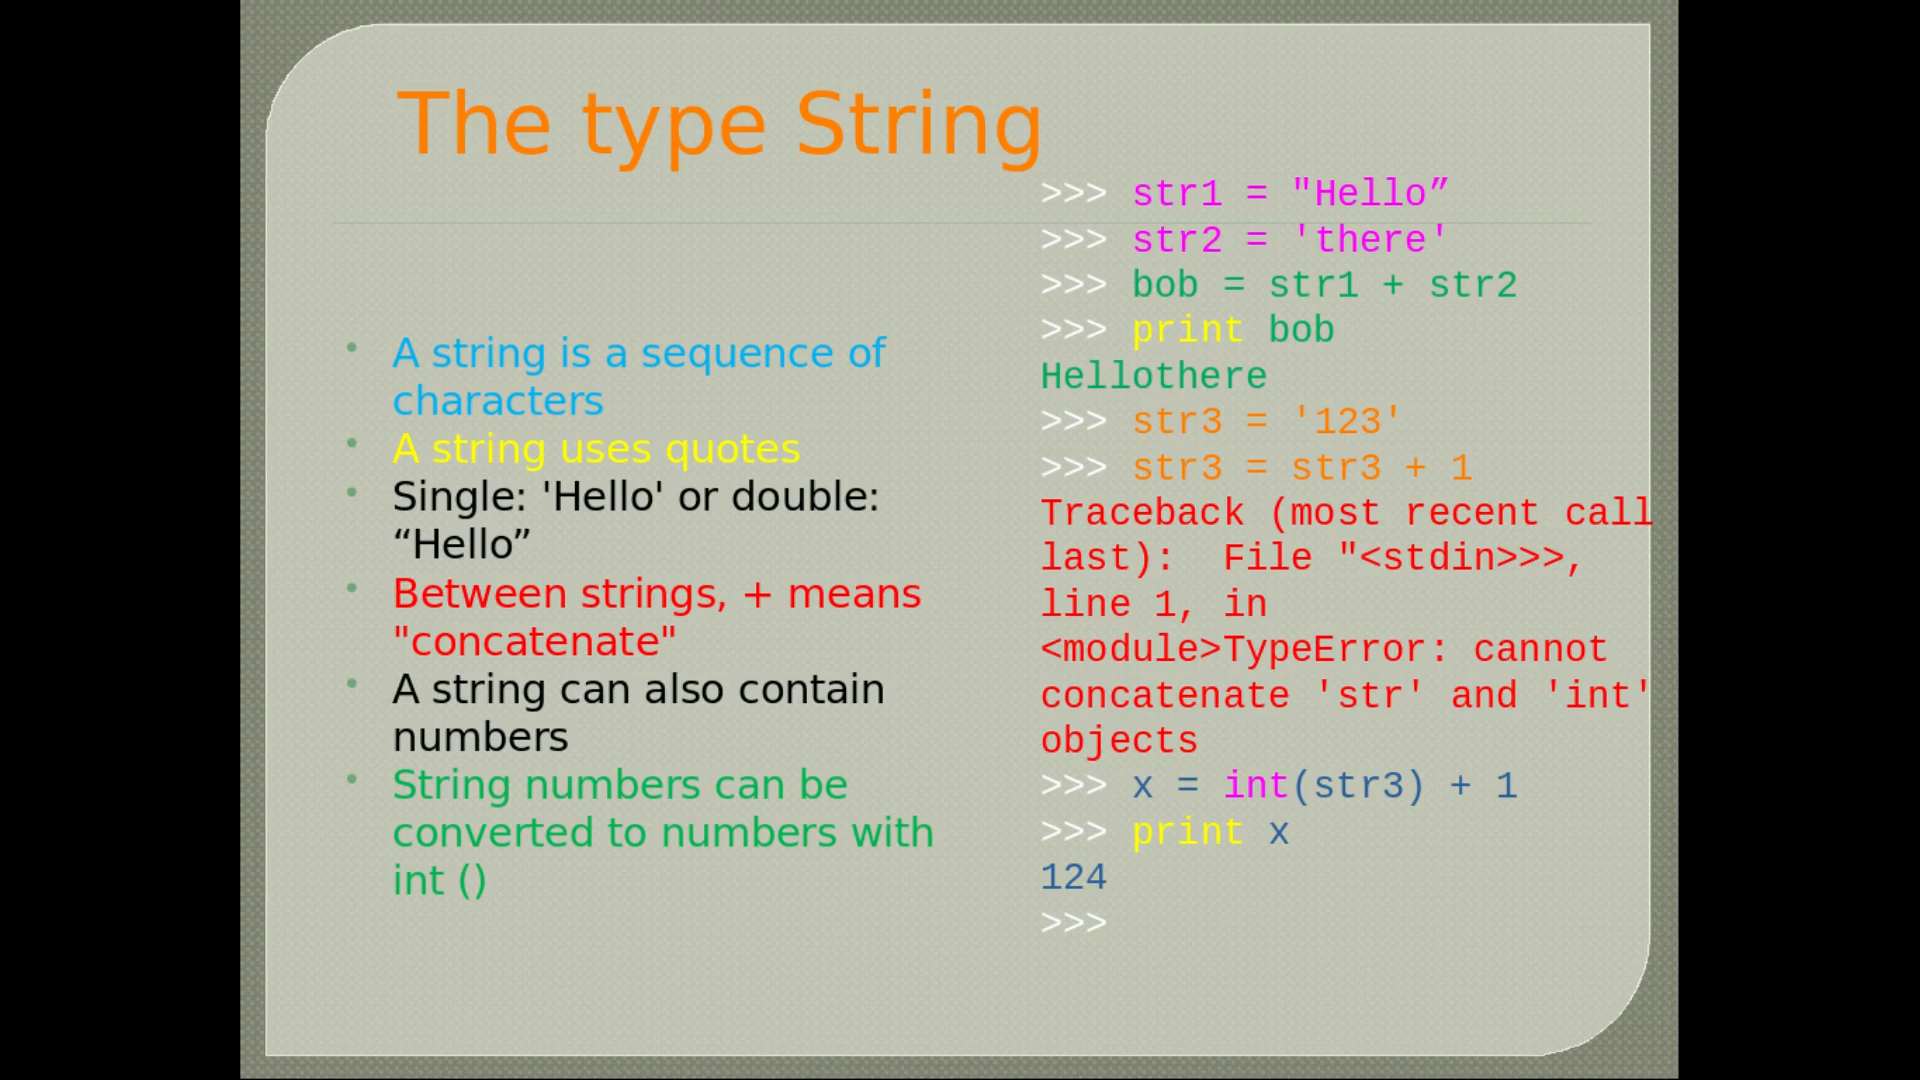 The type String
• A string is a sequence of
characters
• A string uses quotes
• Single: 'Hello' or double:
“Hello”
• Between strings, + means
"concatenate"
• A string can also contain
numbers
• String numbers can be
converted to numbers with
int ()
>>> str1 = "Hello”
>>> str2 = 'there'
>>> bob = str1 + str2
>>> print bob
Hellothere
>>> str3 = '123'
>>> str3 = str3 + 1
Traceback (most recent call
last):  File "<stdin>>>,
line 1, in
<module>TypeError: cannot
concatenate 'str' and 'int'
objects
>>> x = int(str3) + 1
>>> print x
124
>>>